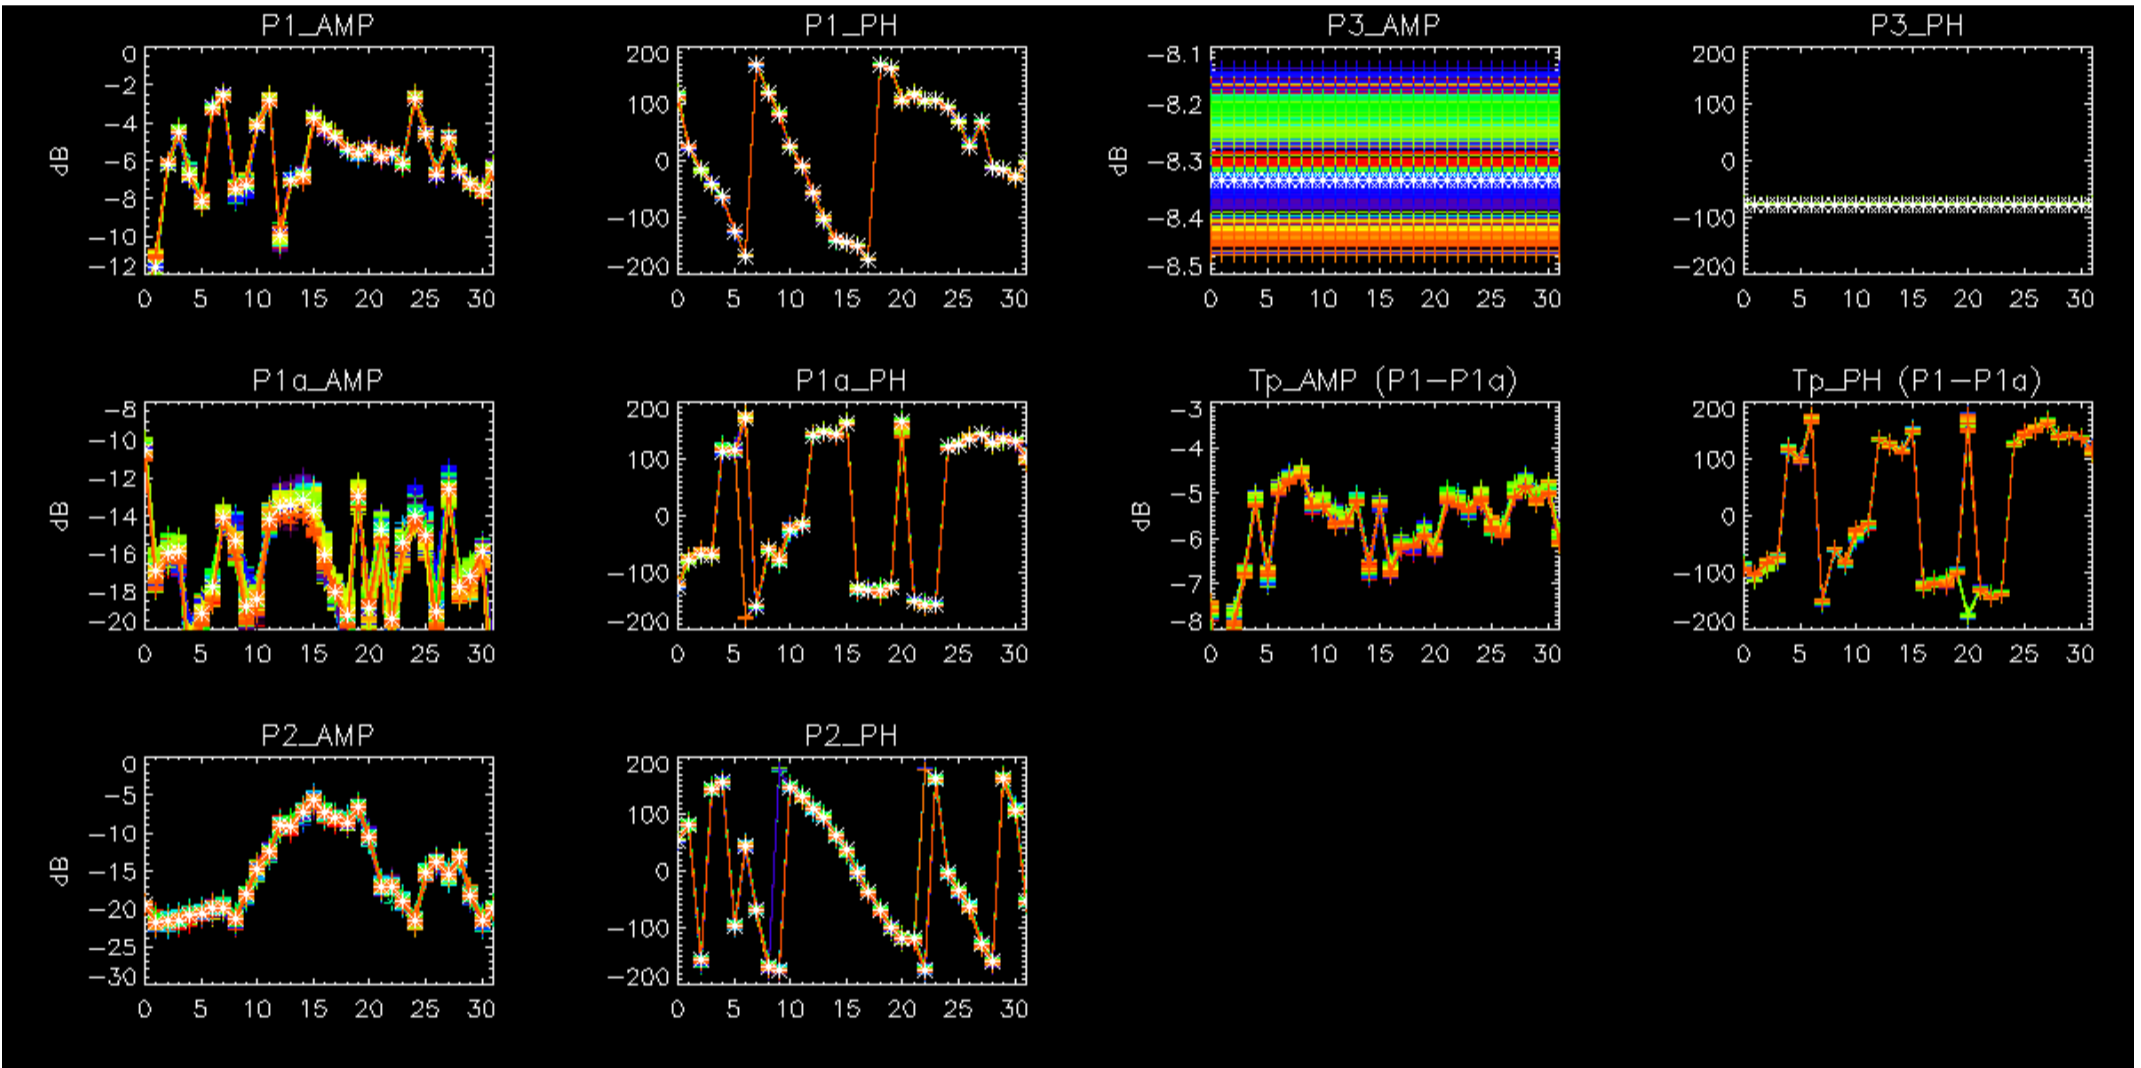 P1_AMP P1_PH P3_AMP P3_PH
0 200 -8.1 200
-2
-4 100 -8.2 100
dB -6 0 dB -8.3 0
-8
-10 -100 -8.4 -100
-12 -200 -8.5 -200
0 5 10 15 20 25 30 0 5 10 15 20 25 30 0 5 10 15 20 25 30 0 5 10 15 20 25 30
P1a_AMP P1a_PH Tp_AMP (P1-P1a) Tp_PH (P1-P1a)
-8 200 -3 200
-10 100 -4 100
-12
dB -14 0 dB -5 0
-16 -6
-18 -100 -7 -100
-20 -200 -8 -200
0 5 10 15 20 25 30 0 5 10 15 20 25 30 0 5 10 15 20 25 30 0 5 10 15 20 25 30
P2_AMP P2_PH
0 200
-5 100
-10
dB -15 0
-20
-25 -100
-30 -200
0 5 10 15 20 25 30 0 5 10 15 20 25 30